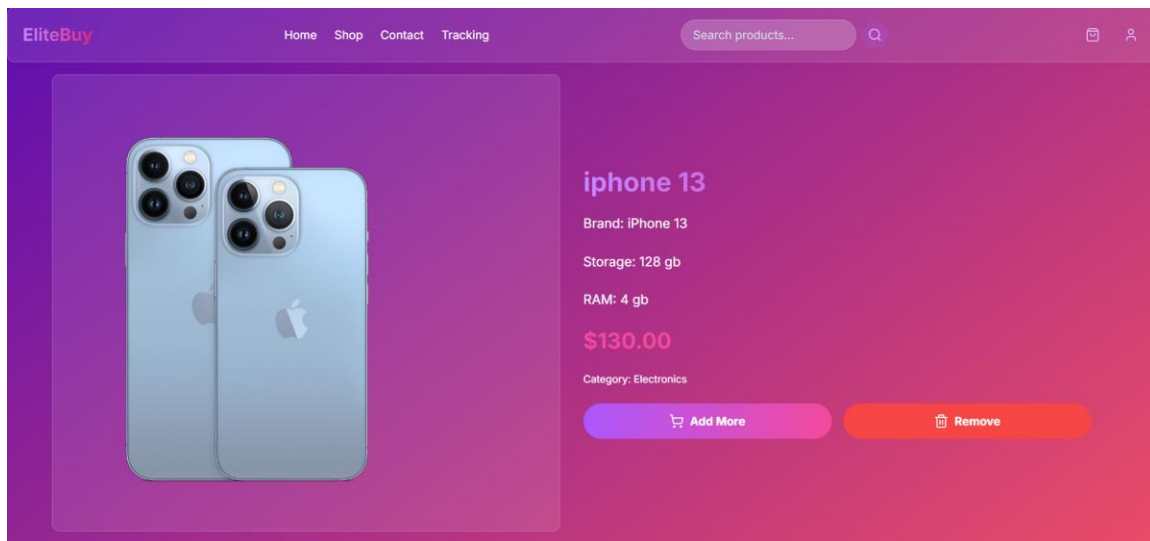 EliteBuy
Home Shop Contact Tracking
Search products...
iphone 13
Brand: iPhone 13
Storage: 128 gb
RAM: 4 gb
$130.00
Category: Electronics
Add More
Remove